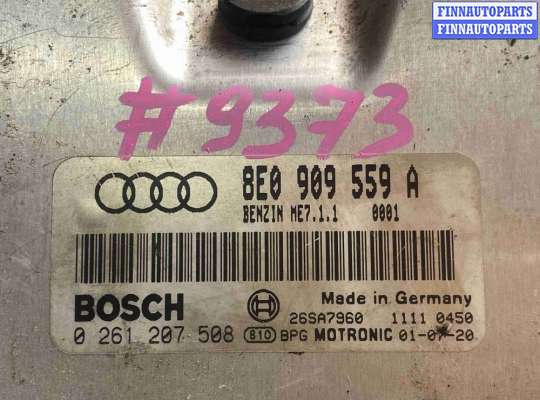 FINNAUTOPARTS
FINNAUTOPARTS
#9373
8E0 909 559 A
BENZIN ME7.1.1 0001
BOSCH
Made in Germany
26SA7960 1111 0450
0 261 207 508 810 BPG MOTRONIC 01-07-20